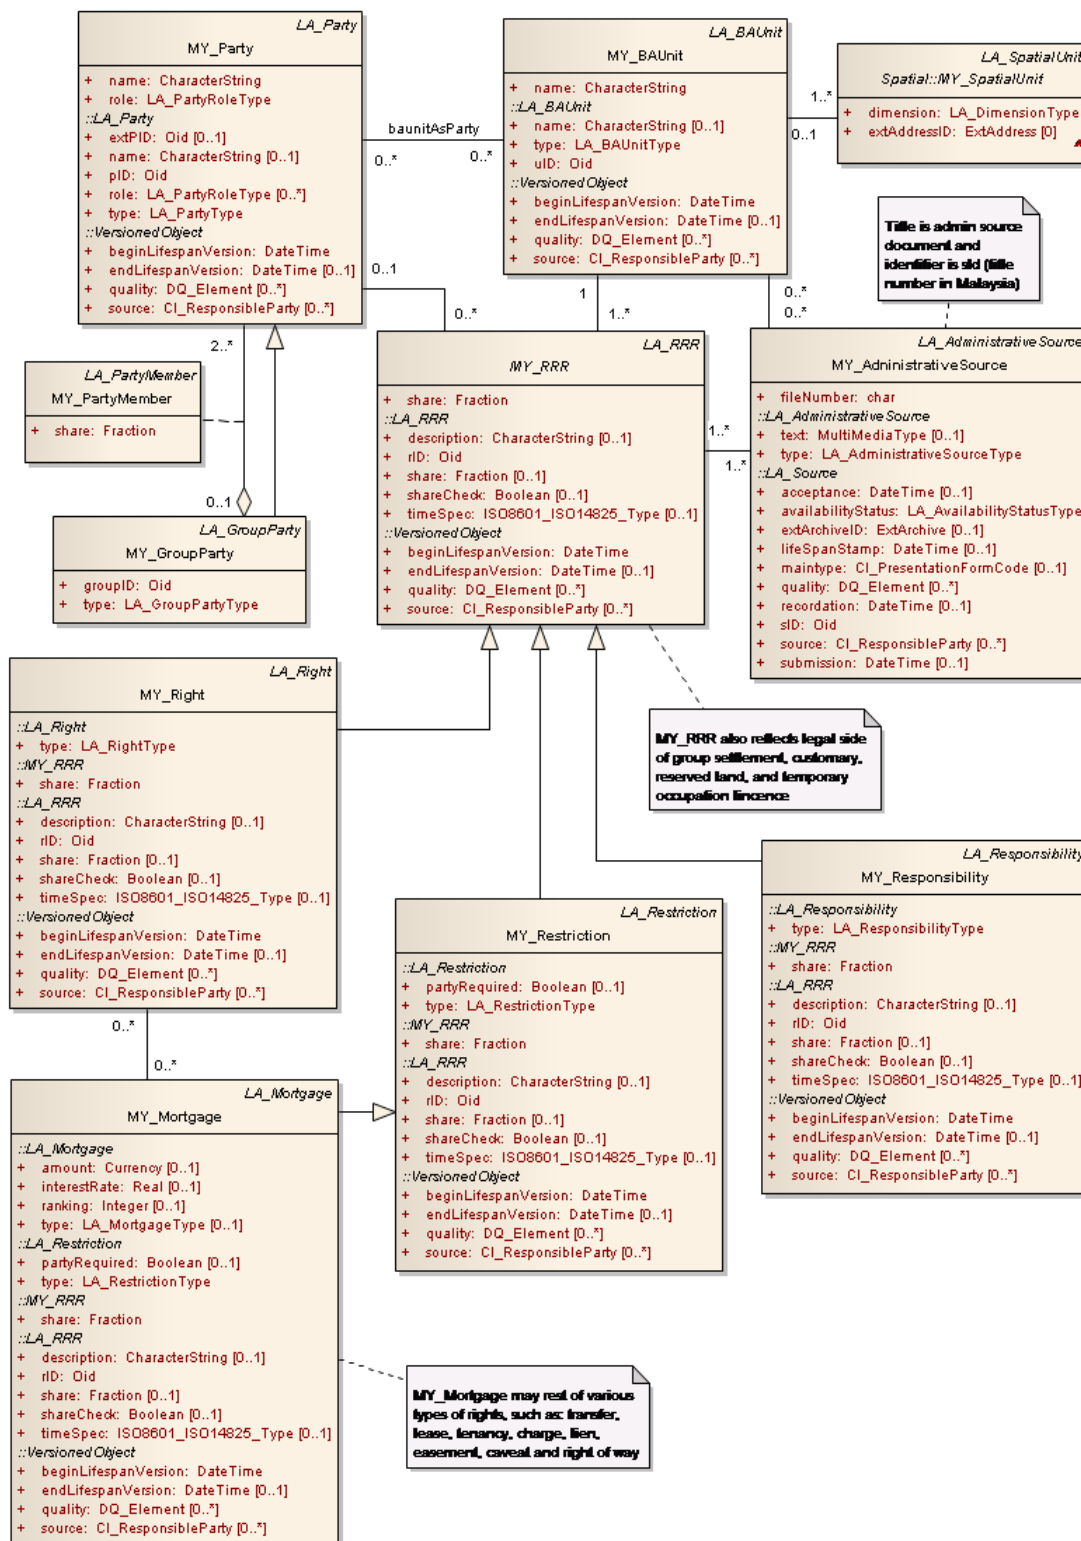 LA_Party
MY_Party
+ name: CharacterString
+ role: LA_PartyRoleType
::LA_Party
+ extPID: Oid [0..1]
+ name: CharacterString [0..1]
+ pID: Oid
+ role: LA_PartyRoleType [0..*]
+ type: LA_PartyType
::VersionedObject
+ beginLifespanVersion: DateTime
+ endLifespanVersion: DateTime [0..1]
+ quality: DQ_Element [0..*]
+ source: CI_ResponsibleParty [0..*]
baunitAsParty
0..*
0..*
LA_BAUnit
MY_BAUnit
+ name: CharacterString
::LA_BAUnit
+ name: CharacterString [0..1]
+ type: LA_BAUnitType
+ uID: Oid
::VersionedObject
+ beginLifespanVersion: DateTime
+ endLifespanVersion: DateTime [0..1]
+ quality: DQ_Element [0..*]
+ source: CI_ResponsibleParty [0..*]
1..*
0..1
LA_SpatialUnit
Spatial::MY_SpatialUnit
+ dimension: LA_DimensionType
+ extAddressID: ExtAddress [0]
Title is admin source
document and
identifier is sId (title
number in Malaysia)
0..1
0..*
1
1..*
0..*
0..*
2..*
LA_PartyMember
MY_PartyMember
+ share: Fraction
0..1
LA_GroupParty
MY_GroupParty
+ groupID: Oid
+ type: LA_GroupPartyType
LA_RRR
MY_RRR
+ share: Fraction
::LA_RRR
+ description: CharacterString [0..1]
+ rID: Oid
+ share: Fraction [0..1]
+ shareCheck: Boolean [0..1]
+ timeSpec: ISO8601_ISO14825_Type [0..1]
::VersionedObject
+ beginLifespanVersion: DateTime
+ endLifespanVersion: DateTime [0..1]
+ quality: DQ_Element [0..*]
+ source: CI_ResponsibleParty [0..*]
1..*
1..*
LA_AdministrativeSource
MY_AdninistrativeSource
+ fileNumber: char
::LA_AdministrativeSource
+ text: MultiMediaType [0..1]
+ type: LA_AdministrativeSourceType
::LA_Source
+ acceptance: DateTime [0..1]
+ availabilityStatus: LA_AvailabilityStatusType
+ extArchiveID: ExtArchive [0..1]
+ lifeSpanStamp: DateTime [0..1]
+ maintype: CI_PresentationFormCode [0..1]
+ quality: DQ_Element [0..*]
+ recordation: DateTime [0..1]
+ sID: Oid
+ source: CI_ResponsibleParty [0..*]
+ submission: DateTime [0..1]
MY_RRR also reflects legal side
of group settlement, customary,
reserved land, and temporary
occupation lincence
LA_Right
MY_Right
::LA_Right
+ type: LA_RightType
::MY_RRR
+ share: Fraction
::LA_RRR
+ description: CharacterString [0..1]
+ rID: Oid
+ share: Fraction [0..1]
+ shareCheck: Boolean [0..1]
+ timeSpec: ISO8601_ISO14825_Type [0..1]
::VersionedObject
+ beginLifespanVersion: DateTime
+ endLifespanVersion: DateTime [0..1]
+ quality: DQ_Element [0..*]
+ source: CI_ResponsibleParty [0..*]
0..*
0..*
LA_Restriction
MY_Restriction
::LA_Restriction
+ partyRequired: Boolean [0..1]
+ type: LA_RestrictionType
::MY_RRR
+ share: Fraction
::LA_RRR
+ description: CharacterString [0..1]
+ rID: Oid
+ share: Fraction [0..1]
+ shareCheck: Boolean [0..1]
+ timeSpec: ISO8601_ISO14825_Type [0..1]
::VersionedObject
+ beginLifespanVersion: DateTime
+ endLifespanVersion: DateTime [0..1]
+ quality: DQ_Element [0..*]
+ source: CI_ResponsibleParty [0..*]
LA_Responsibility
MY_Responsibility
::LA_Responsibility
+ type: LA_ResponsibilityType
::MY_RRR
+ share: Fraction
::LA_RRR
+ description: CharacterString [0..1]
+ rID: Oid
+ share: Fraction [0..1]
+ shareCheck: Boolean [0..1]
+ timeSpec: ISO8601_ISO14825_Type [0..1]
::VersionedObject
+ beginLifespanVersion: DateTime
+ endLifespanVersion: DateTime [0..1]
+ quality: DQ_Element [0..*]
+ source: CI_ResponsibleParty [0..*]
LA_Mortgage
MY_Mortgage
::LA_Mortgage
+ amount: Currency [0..1]
+ interestRate: Real [0..1]
+ ranking: Integer [0..1]
+ type: LA_MortgageType [0..1]
::LA_Restriction
+ partyRequired: Boolean [0..1]
+ type: LA_RestrictionType
::MY_RRR
+ share: Fraction
::LA_RRR
+ description: CharacterString [0..1]
+ rID: Oid
+ share: Fraction [0..1]
+ shareCheck: Boolean [0..1]
+ timeSpec: ISO8601_ISO14825_Type [0..1]
::VersionedObject
+ beginLifespanVersion: DateTime
+ endLifespanVersion: DateTime [0..1]
+ quality: DQ_Element [0..*]
+ source: CI_ResponsibleParty [0..*]
MY_Mortgage may rest of various
types of rights, such as: transfer,
lease, tenancy, charge, lien,
easement, caveat and right of way